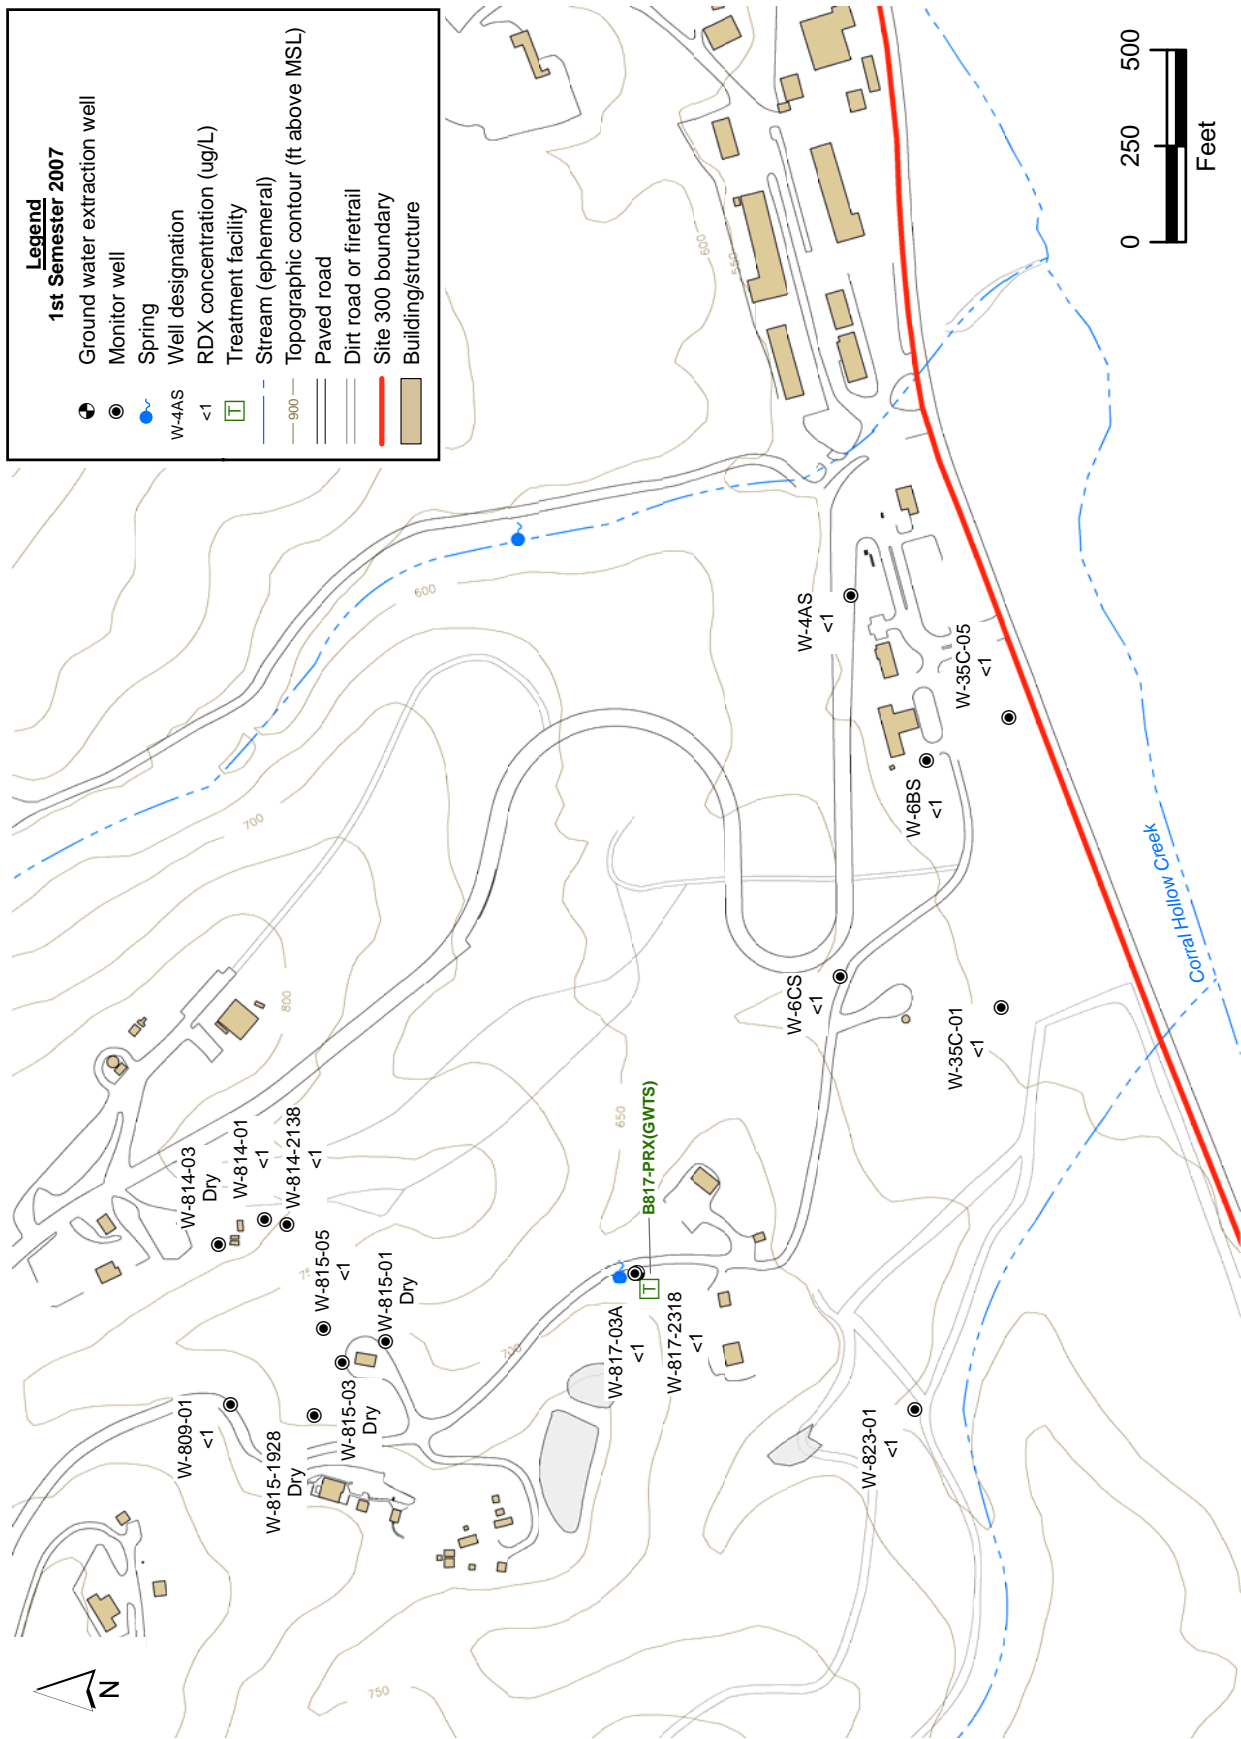 Legend
1st Semester 2007
Ground water extraction well
Monitor well
Spring
W-4AS Well designation
<1 RDX concentration (ug/L)
T Treatment facility
Stream (ephemeral)
900 Topographic contour (ft above MSL)
Paved road
Dirt road or firetrail
Site 300 boundary
Building/structure
0 250 500
Feet
600
550
600
700
800
W-4AS
<1
W-35C-05
<1
W-6BS
<1
W-6CS
<1
W-35C-01
<1
Corral Hollow Creek
W-814-03
Dry
W-814-01
<1
W-814-2138
<1
W-815-05
<1
W-815-01
Dry
650
B817-PRX(GWTS)
T
700
W-817-03A
<1
W-817-2318
<1
W-809-01
<1
W-815-1928
Dry
W-815-03
Dry
W-823-01
<1
750
N